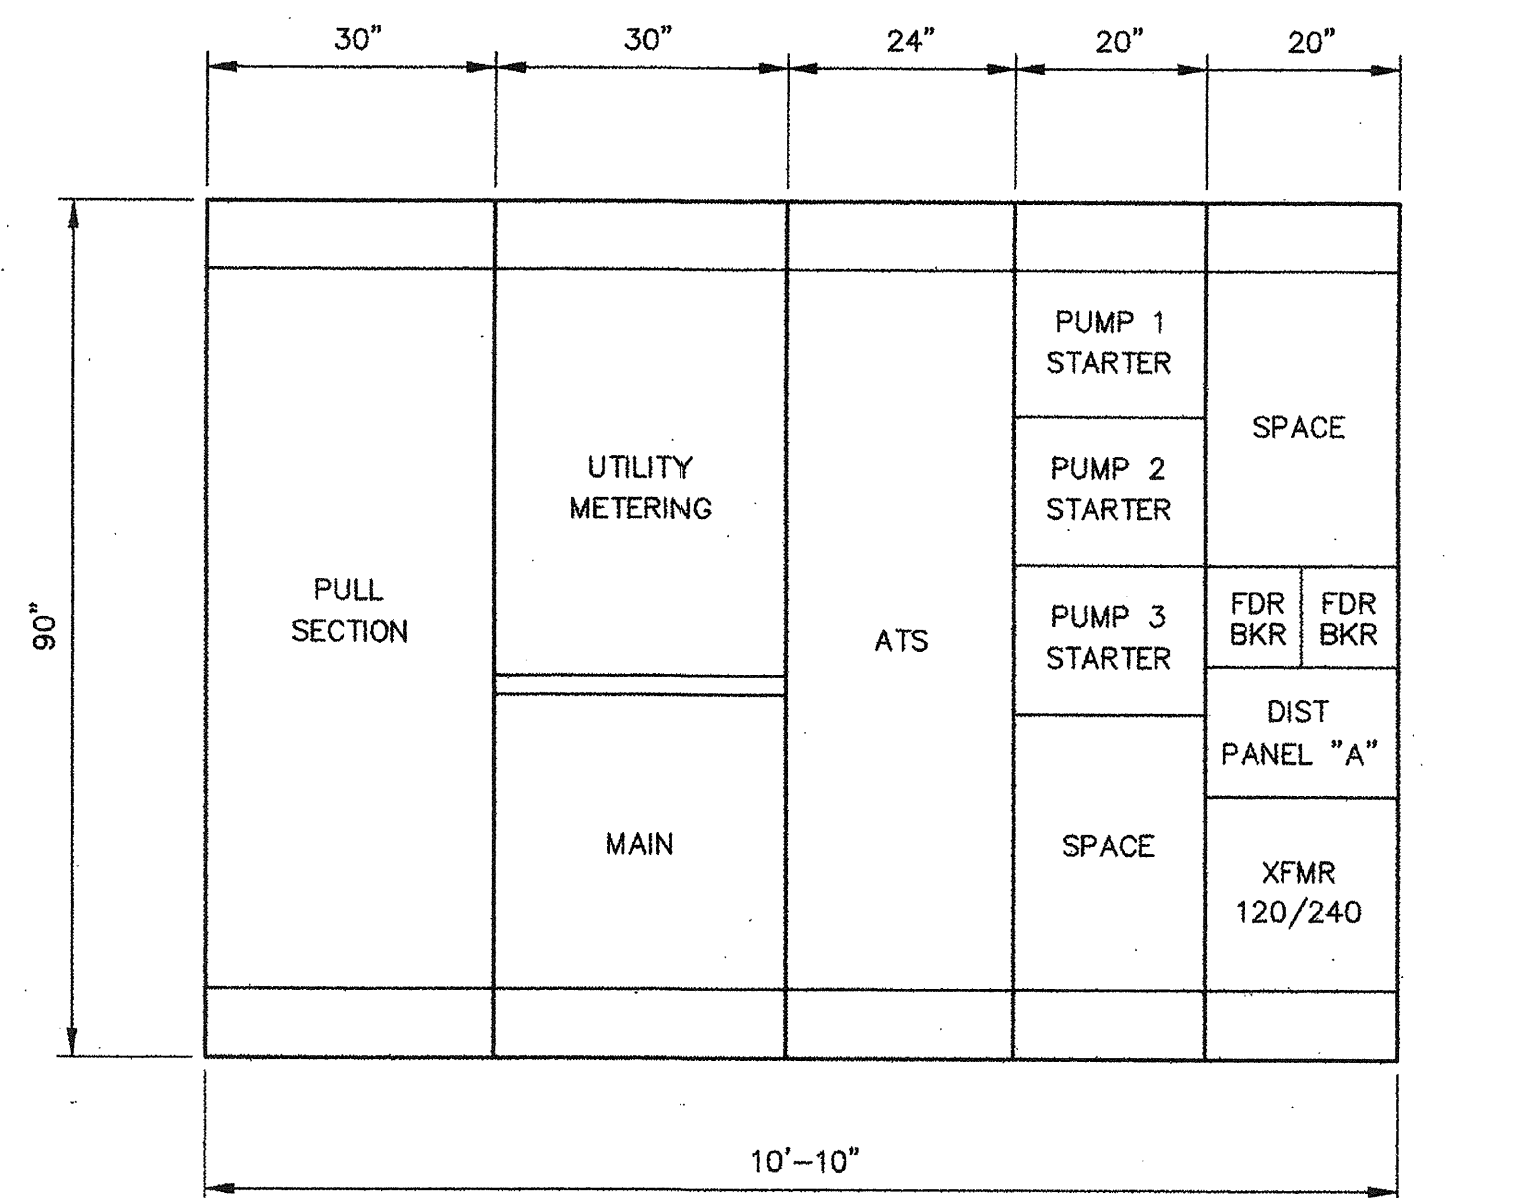 30"
30"
24"
20"
20"
90"
PULL
SECTION
UTILITY
METERING
MAIN
ATS
PUMP 1
STARTER
PUMP 2
STARTER
PUMP 3
STARTER
SPACE
SPACE
FDR
BKR
FDR
BKR
DIST
PANEL "A"
XFMR
120/240
10'-10"